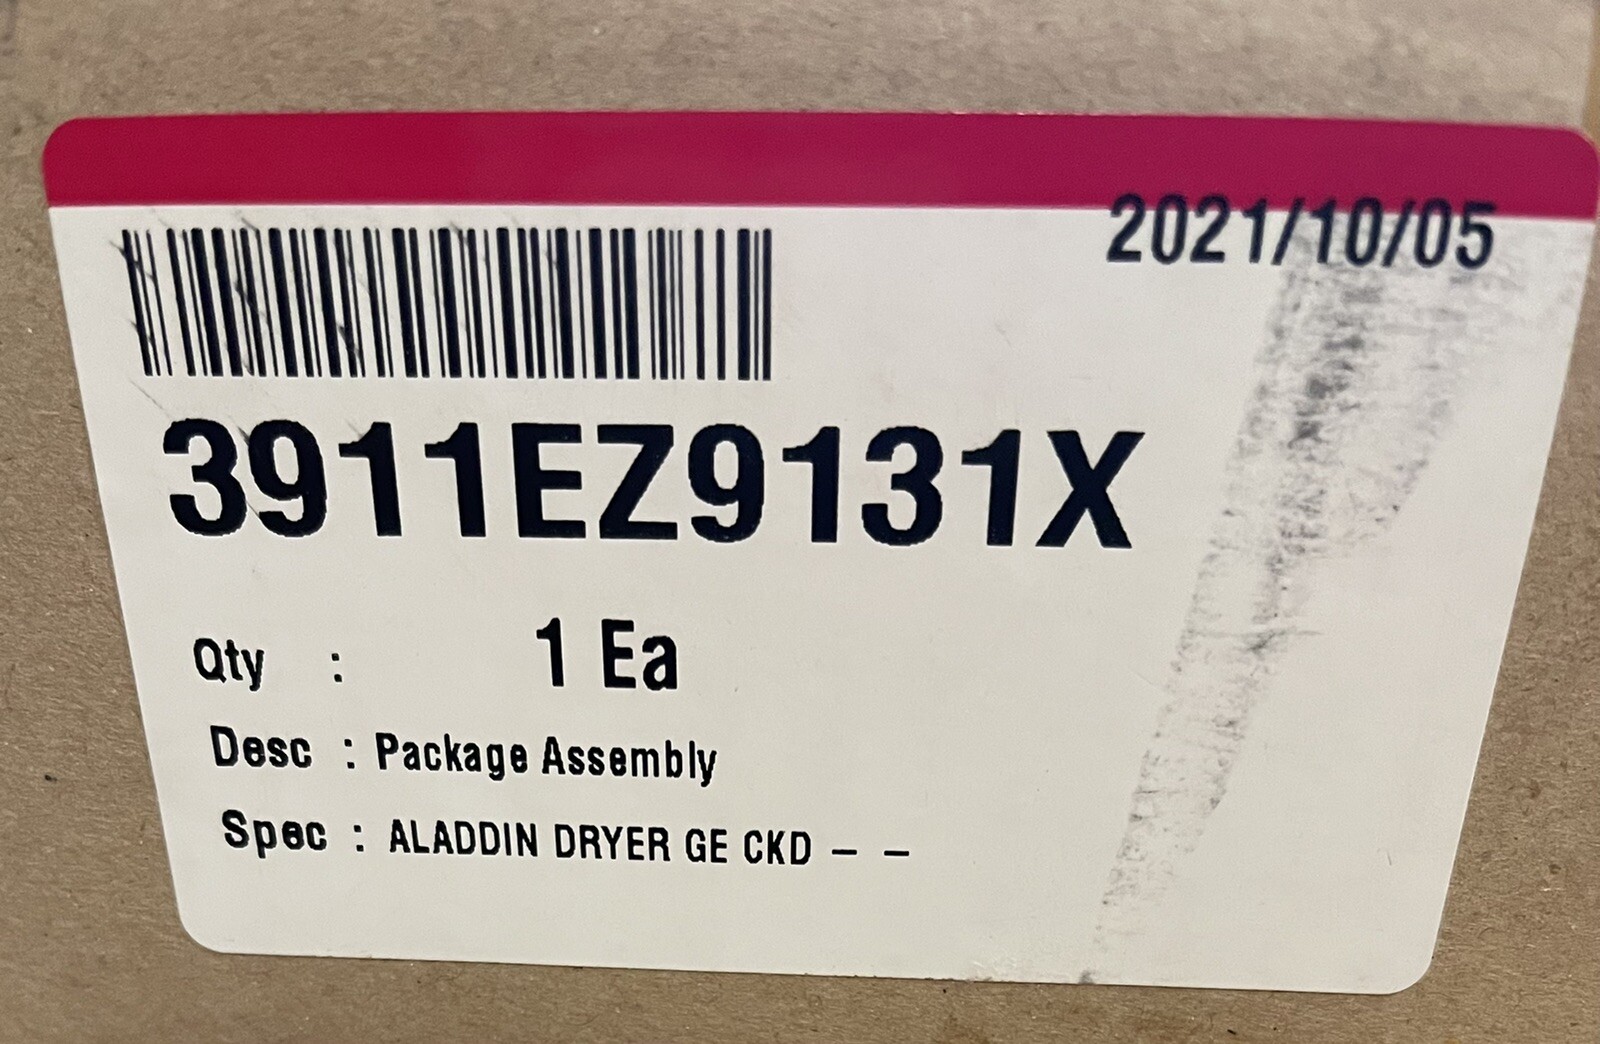 2021/10/05
3911EZ9131X
Qty : 1 Ea
Desc : Package Assembly
Spec : ALADDIN DRYER GE CKD - -